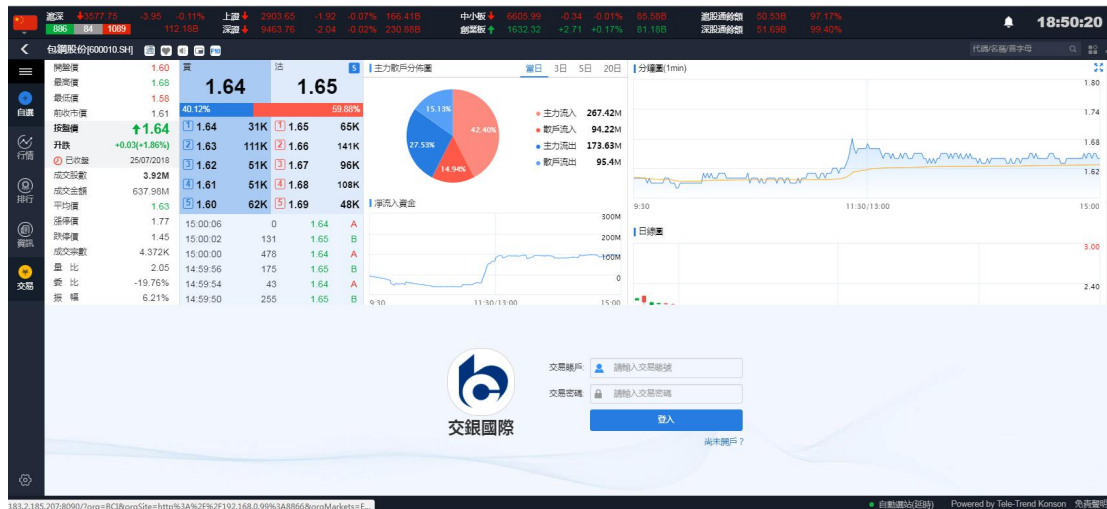 滬深 3577.75 -3.95 -0.11% 上證 2903.65 -1.92 -0.07% 166.41B 中小板 6605.99 -0.34 -0.01% 85.58B 滬股通餘額 50.53B 97.17%
886 84 1089 112.18B 深證 9463.76 -2.04 -0.02% 230.88B 創業板 1632.32 +2.71 +0.17% 81.18B 深股通餘額 51.69B 99.40%
18:50:20
包鋼股份[600010.SH] F10
代碼/名稱/首字母
自選
行情
排行
資訊
交易
開盤價 1.60
最高價 1.68
最低價 1.58
前收市價 1.61
按盤價 1.64
升跌 +0.03(+1.86%)
已收盤 25/07/2018
成交股數 3.92M
成交金額 637.98M
平均價 1.63
漲停價 1.77
跌停價 1.45
成交宗數 4.372K
量 比 2.05
委 比 -19.76%
振 幅 6.21%
買 沽 5
1.64 1.65
40.12% 59.88%
1 1.64 31K 1 1.65 65K
2 1.63 111K 2 1.66 141K
3 1.62 51K 3 1.67 96K
4 1.61 51K 4 1.68 108K
5 1.60 62K 5 1.69 48K
15:00:06 0 1.64 A
15:00:02 131 1.65 B
15:00:00 478 1.64 A
14:59:56 175 1.65 B
14:59:54 43 1.64 A
14:59:50 255 1.65 B
主力散戶分佈圖 當日 3日 5日 20日
15.13%
42.40%
27.53%
14.94%
主力流入 267.42M
散戶流入 94.22M
主力流出 173.63M
散戶流出 95.4M
淨流入資金
300M
200M
100M
0
9:30 11:30/13:00 15:00
分鐘圖(1min)
1.80
1.74
1.68
1.62
9:30 11:30/13:00 15:00
日線圖
3.00
2.40
交銀國際
交易賬戶: 請輸入交易賬號
交易密碼: 請輸入交易密碼
登入
尚未開戶？
183.2.185.207:8090/?org=BCI&orgSite=http%3A%2F%2F192.168.0.99%3A8866&orgMarkets=E...
自動選站(延時) Powered by Tele-Trend Konson 免責聲明